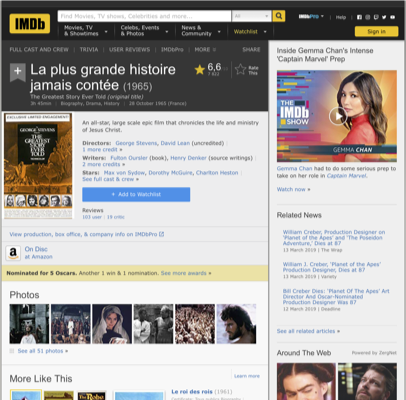 IMDb
Find Movies, TV shows, Celebrities and more...
All
IMDbPro
Help
Movies, TV & Showtimes
Celebs, Events & Photos
News & Community
Watchlist
Sign in
FULL CAST AND CREW | TRIVIA | USER REVIEWS | IMDbPro | MORE
SHARE
La plus grande histoire jamais contée (1965)
The Greatest Story Ever Told (original title)
3h 45min | Biography, Drama, History | 28 October 1965 (France)
6,6
Rate This
EXCLUSIVE LIMITED ENGAGEMENT!
GEORGE STEVENS
THE GREATEST STORY EVER TOLD
An all-star, large scale epic film that chronicles the life and ministry of Jesus Christ.
Directors: George Stevens, David Lean (uncredited)
1 more credit »
Writers: Fulton Oursler (book), Henry Denker (source writings)
2 more credits »
Stars: Max von Sydow, Dorothy McGuire, Charlton Heston
See full cast & crew »
+ Add to Watchlist
Reviews
View production, box office, & company info on IMDbPro
a
On Disc
at Amazon
Nominated for 5 Oscars. Another 1 win & 1 nomination. See more awards »
Photos
See all 51 photos »
More Like This
Learn more
Le roi des rois (1961)
Inside Gemma Chan's Intense 'Captain Marvel' Prep
THE IMDb SHOW
GEMMA CHAN
Gemma Chan had to do some serious prep to take on her role in Captain Marvel.
Watch now »
Related News
William Creber, Production Designer on 'Planet of the Apes' and 'The Poseidon Adventure,' Dies at 87
13 March 2019 | The Wrap
William J. Creber, 'Planet of the Apes' Production Designer, Dies at 87
13 March 2019 | Variety
Bill Creber Dies: 'Planet Of The Apes' Art Director And Oscar-Nominated Production Designer Was 87
12 March 2019 | Deadline
See all related articles »
Around The Web
Powered by ZergNet